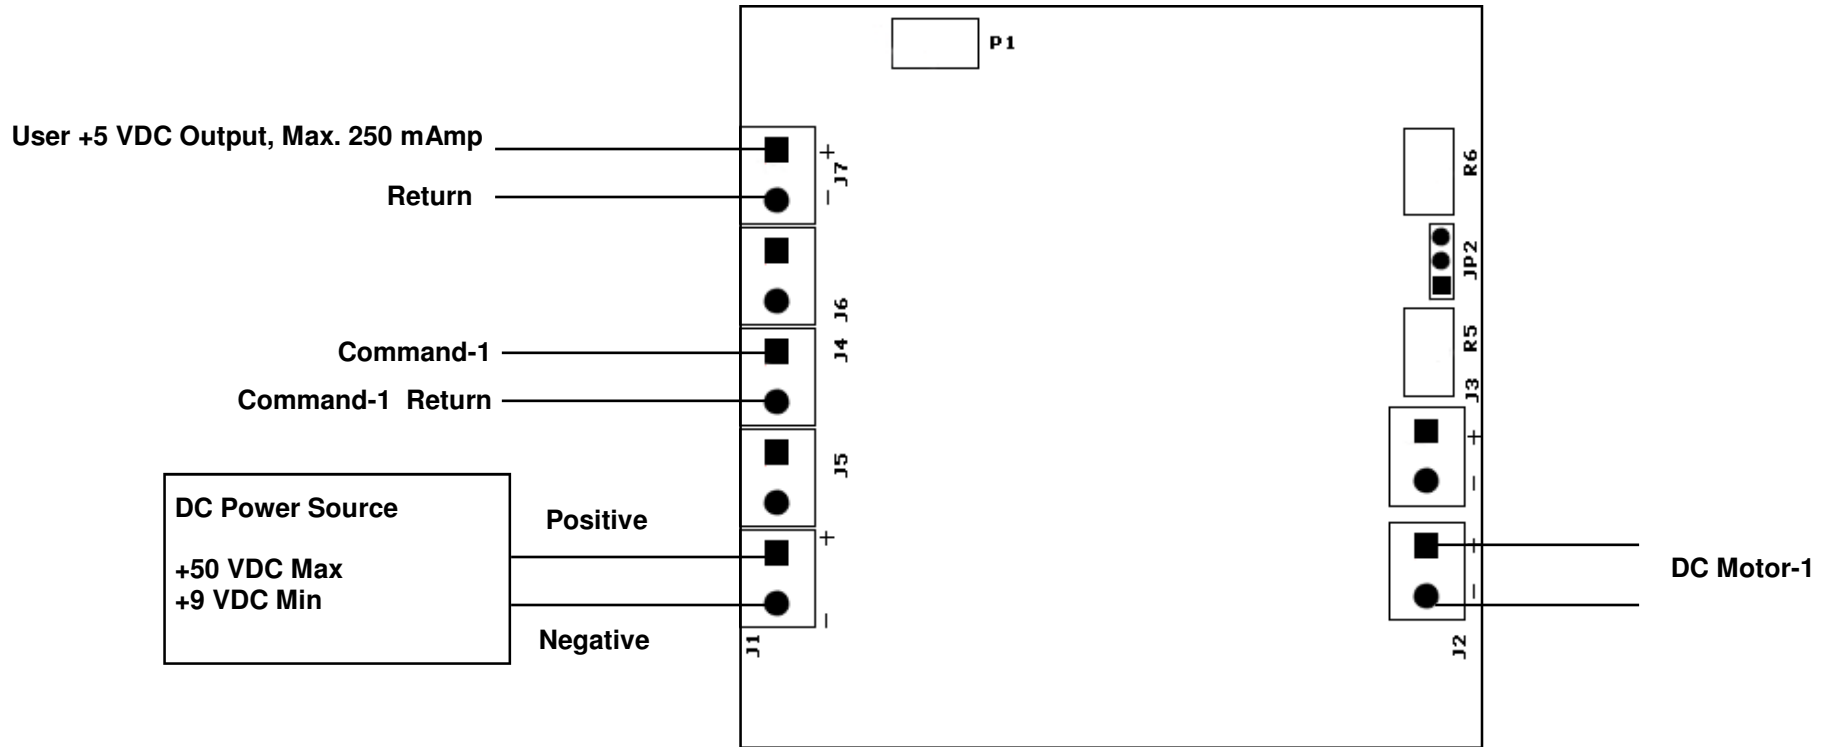 P1
User +5 VDC Output, Max. 250 mAmp
+
J7
Return
−
R6
JP2
J6
Command-1
J4
R5
Command-1 Return
J3
+
−
J5
DC Power Source
+50 VDC Max
+9 VDC Min
Positive
+
Negative
−
J1
+
−
J2
DC Motor-1